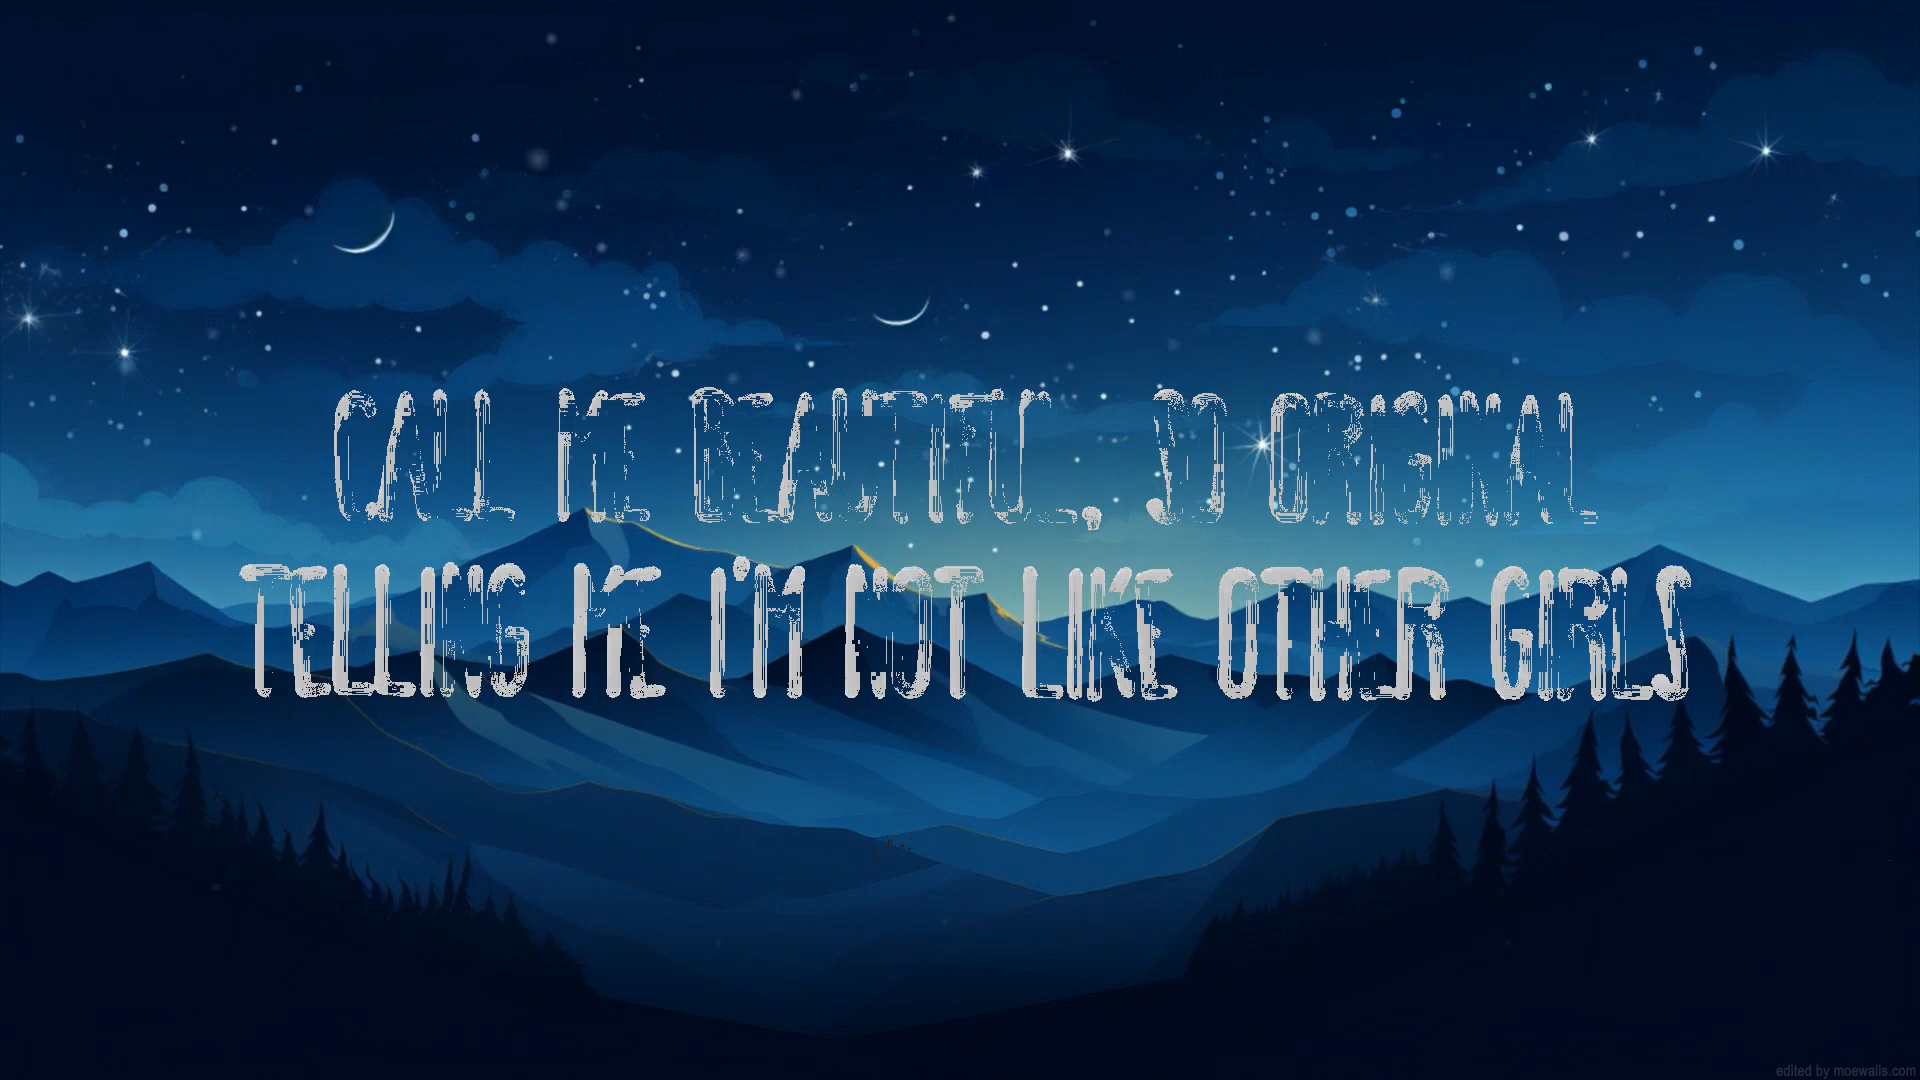 CALL ME BEAUTIFUL, SO ORIGINAL
TELLING ME I'M NOT LIKE OTHER GIRLS
edited by moewalls.com